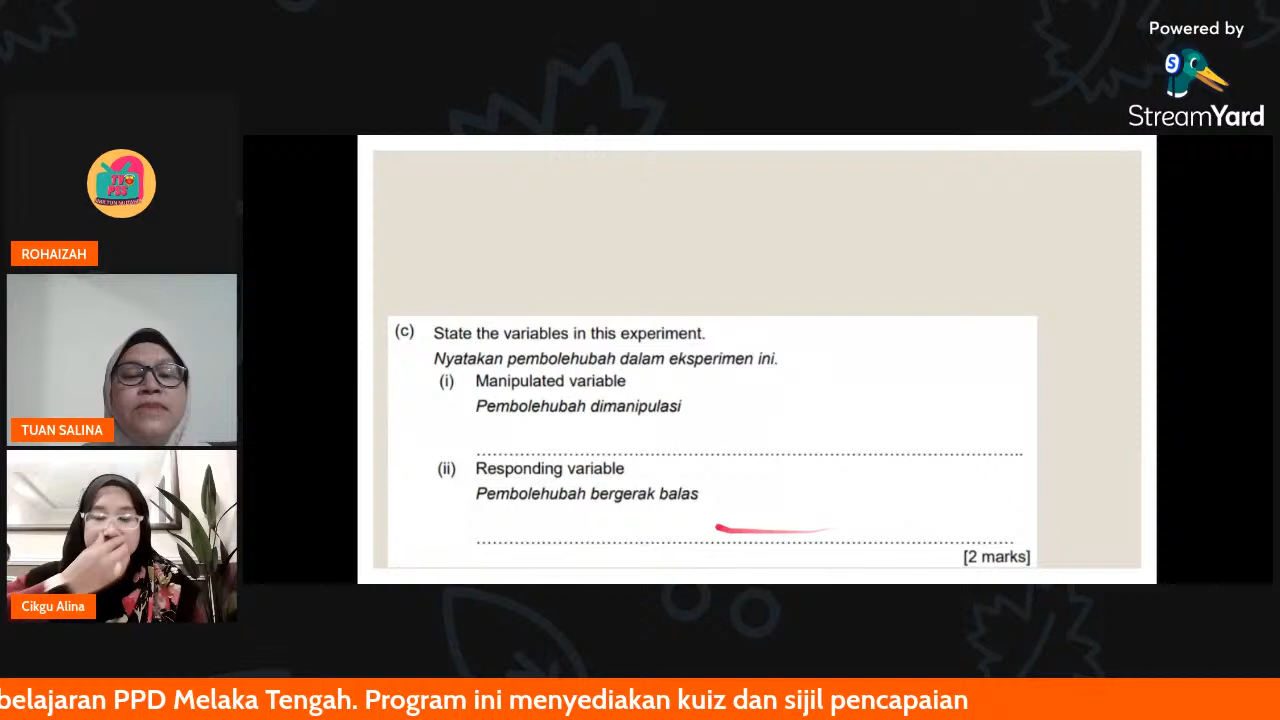 Powered by
StreamYard
TV
PSS
ROHAIZAH
TUAN SALINA
Cikgu Alina
(c) State the variables in this experiment.
Nyatakan pembolehubah dalam eksperimen ini.
(i) Manipulated variable
Pembolehubah dimanipulasi
(ii) Responding variable
Pembolehubah bergerak balas
[2 marks]
belajaran PPD Melaka Tengah. Program ini menyediakan kuiz dan sijil pencapaian